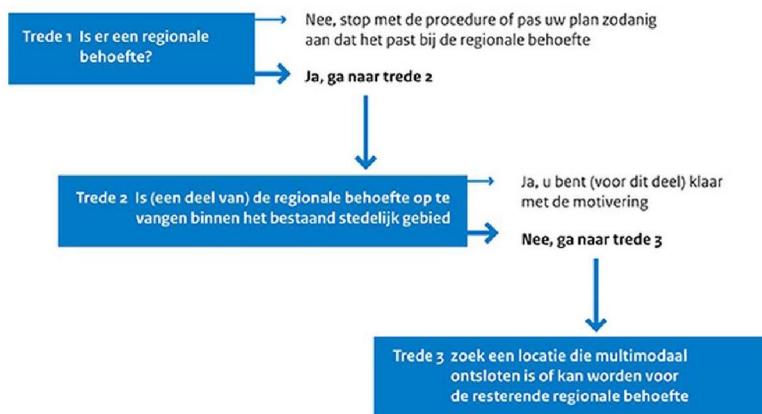 Trede 1 Is er een regionale
behoefte?
Nee, stop met de procedure of pas uw plan zodanig
aan dat het past bij de regionale behoefte
Ja, ga naar trede 2
Trede 2 Is (een deel van) de regionale behoefte op te
vangen binnen het bestaand stedelijk gebied
Ja, u bent (voor dit deel) klaar
met de motivering
Nee, ga naar trede 3
Trede 3 zoek een locatie die multimodaal
ontsloten is of kan worden voor
de resterende regionale behoefte